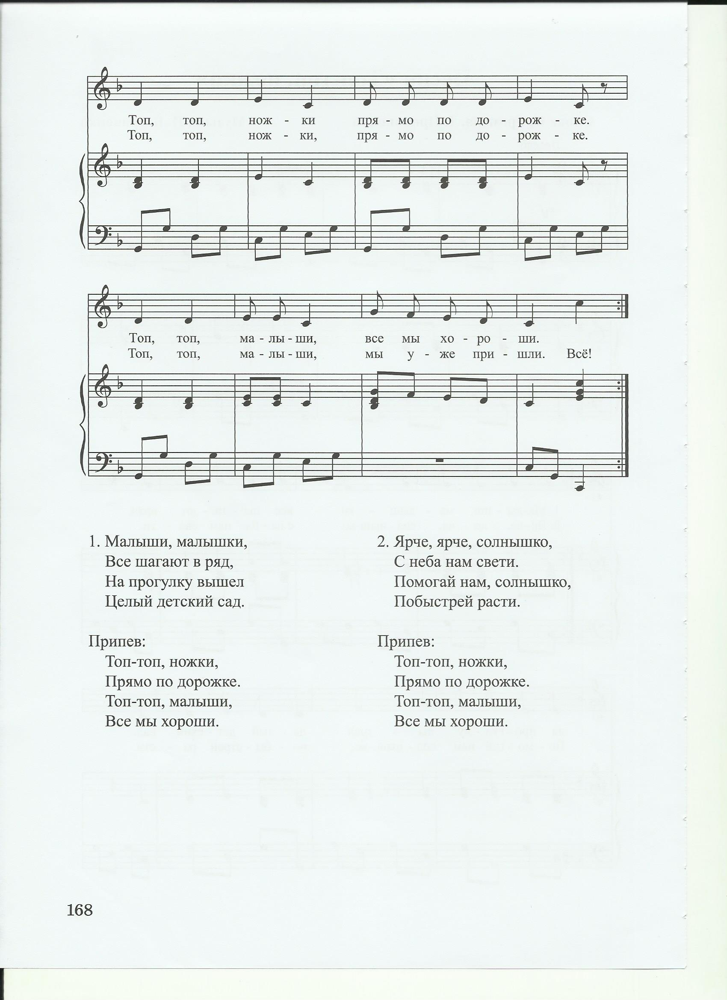 Топ, топ, нож - ки пря - мо по до - рож - ке.
Топ, топ, нож - ки, пря - мо по до - рож - ке.
Топ, топ, ма - лы - ши, все мы хо - ро - ши.
Топ, топ, ма - лы - ши, мы у - же при - шли. Всё!
1. Малыши, малышки,
Все шагают в ряд,
На прогулку вышел
Целый детский сад.
Припев:
Топ-топ, ножки,
Прямо по дорожке.
Топ-топ, малыши,
Все мы хороши.
2. Ярче, ярче, солнышко,
С неба нам свети.
Помогай нам, солнышко,
Побыстрей расти.
Припев:
Топ-топ, ножки,
Прямо по дорожке.
Топ-топ, малыши,
Все мы хороши.
168